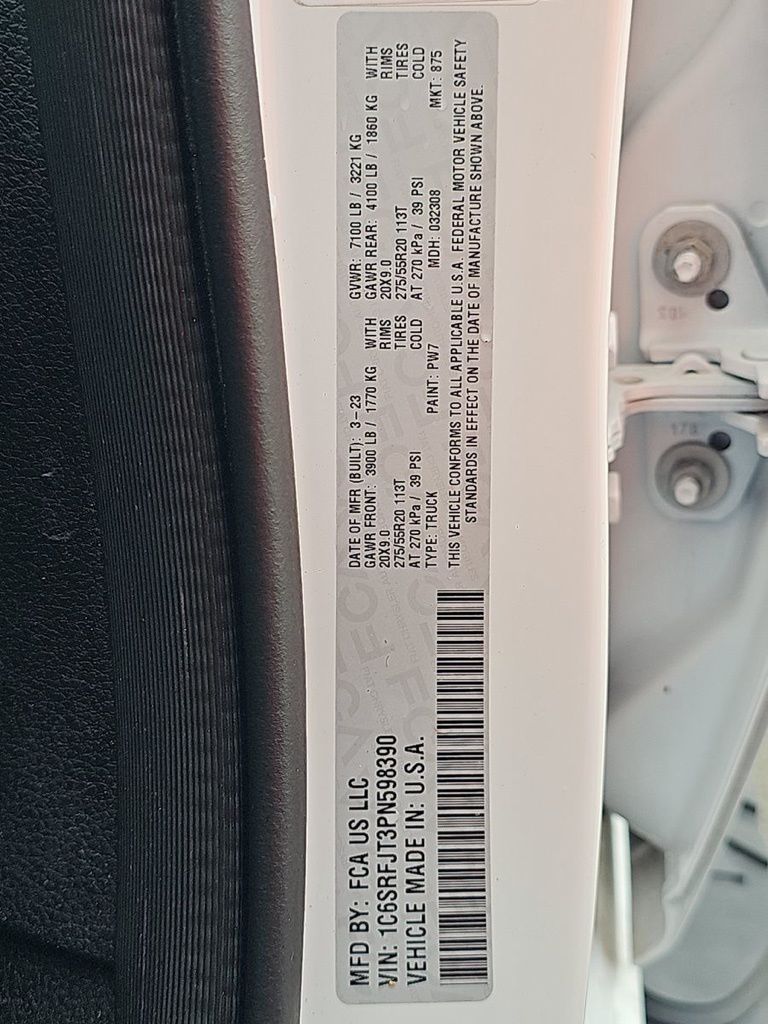 MFD BY: FCA US LLC
VIN: 1C6SRFJT3PN598390
VEHICLE MADE IN: U.S.A.
DATE OF MFR (BUILT): 3-23 GVWR: 7100 LB / 3221 KG
GAWR FRONT: 3900 LB / 1770 KG WITH GAWR REAR: 4100 LB / 1860 KG WITH
20X9.0 RIMS 20X9.0 RIMS
275/55R20 113T TIRES 275/55R20 113T TIRES
AT 270 kPa / 39 PSI COLD AT 270 kPa / 39 PSI COLD
TYPE: TRUCK PAINT: PW7 MDH: 032308 MKT: 875
THIS VEHICLE CONFORMS TO ALL APPLICABLE U.S.A. FEDERAL MOTOR VEHICLE SAFETY
STANDARDS IN EFFECT ON THE DATE OF MANUFACTURE SHOWN ABOVE.